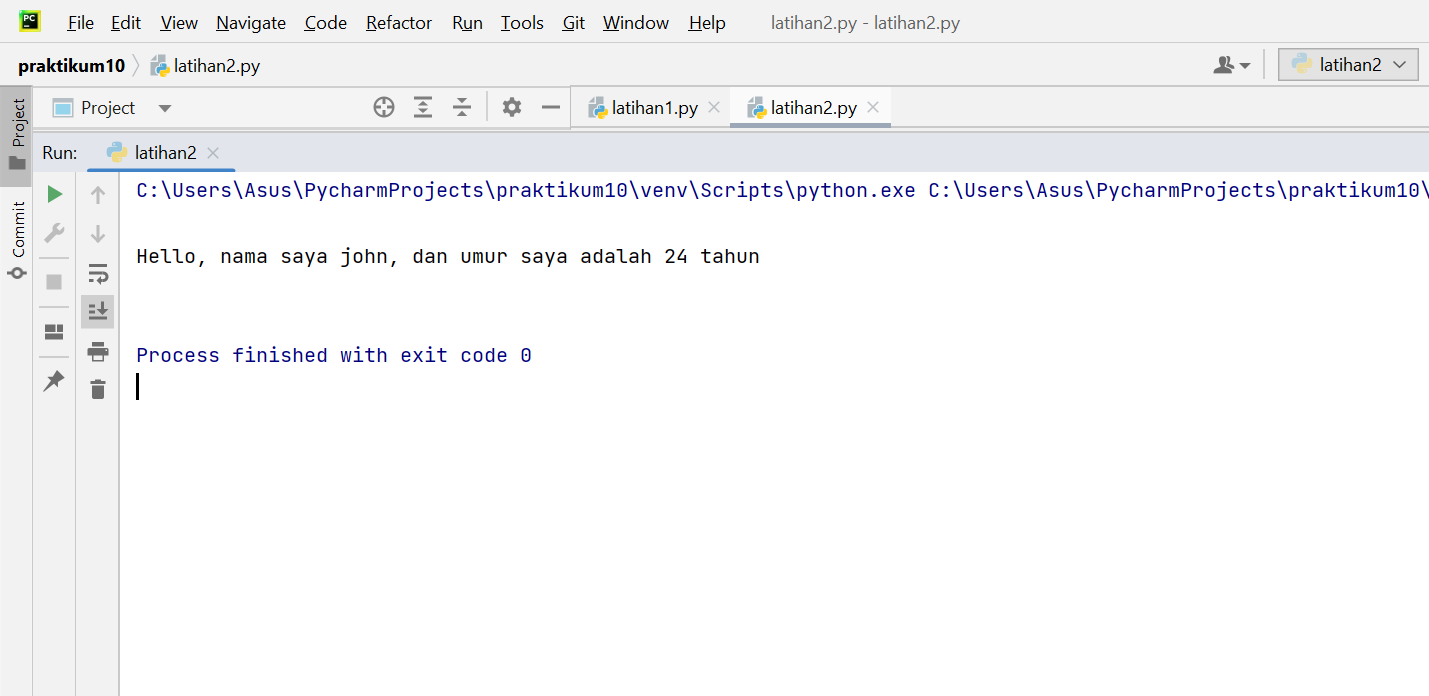 PC
File Edit View Navigate Code Refactor Run Tools Git Window Help latihan2.py - latihan2.py
praktikum10 latihan2.py latihan2
Project
Project latihan1.py latihan2.py
Run: latihan2
Commit
C:\Users\Asus\PycharmProjects\praktikum10\venv\Scripts\python.exe C:\Users\Asus\PycharmProjects\praktikum10\
Hello, nama saya john, dan umur saya adalah 24 tahun
Process finished with exit code 0